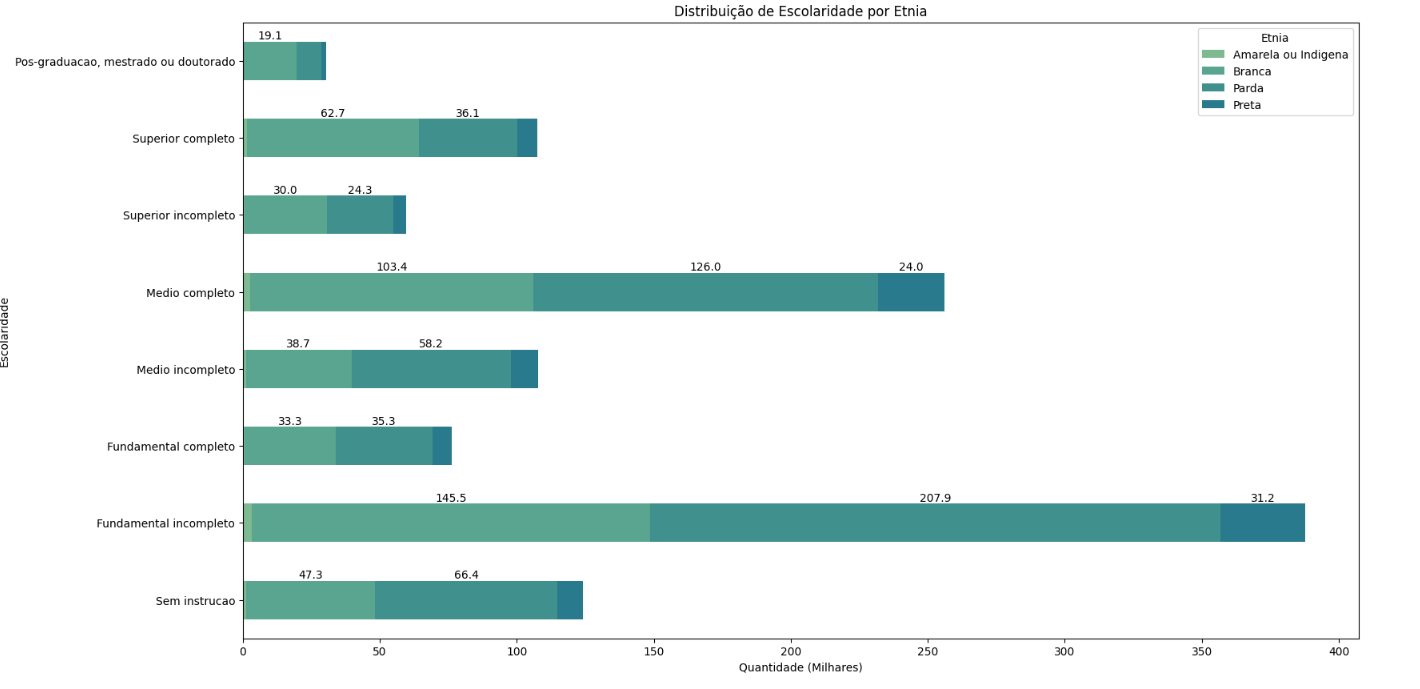 Distribuição de Escolaridade por Etnia
Etnia
Amarela ou Indigena
Branca
Parda
Preta
Escolaridade
Pos-graduacao, mestrado ou doutorado
19.1
Superior completo
62.7 36.1
Superior incompleto
30.0 24.3
Medio completo
103.4 126.0 24.0
Medio incompleto
38.7 58.2
Fundamental completo
33.3 35.3
Fundamental incompleto
145.5 207.9 31.2
Sem instrucao
47.3 66.4
0 50 100 150 200 250 300 350 400
Quantidade (Milhares)